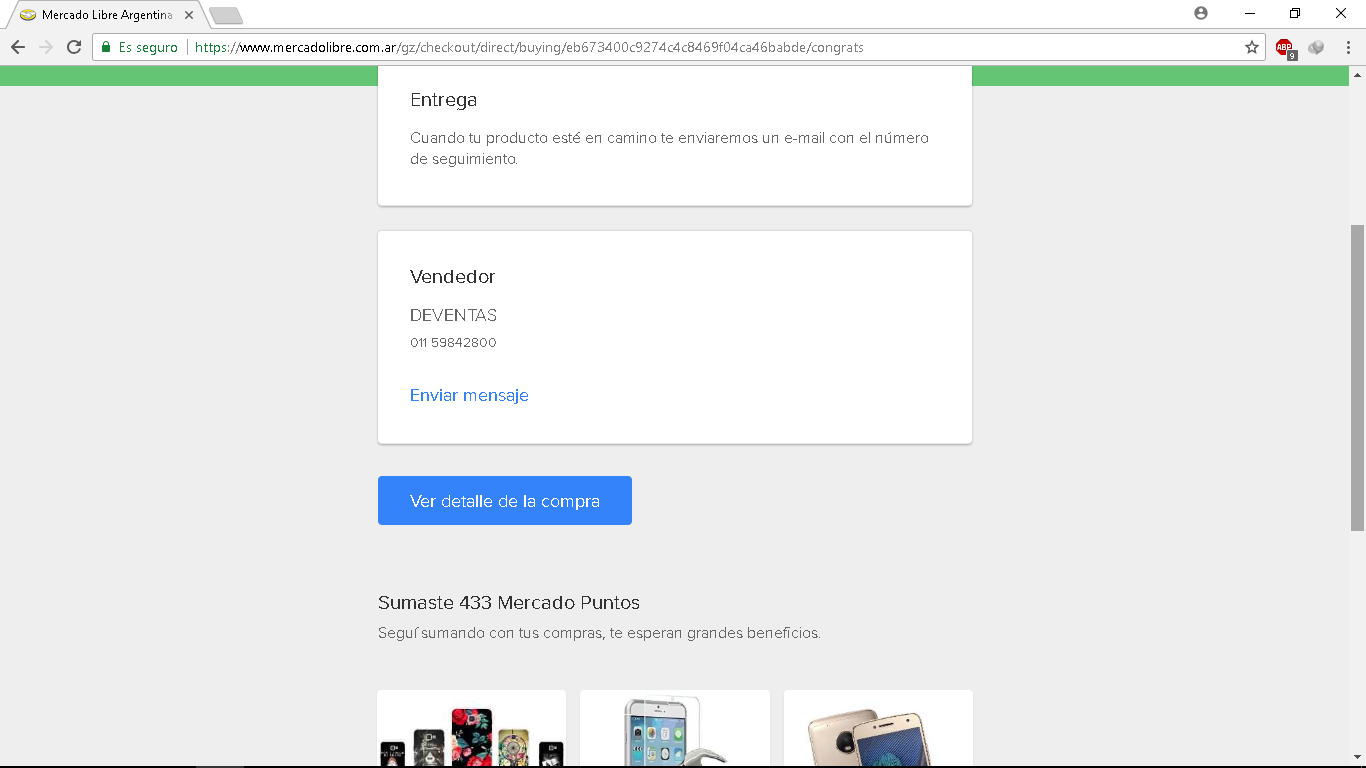 Mercado Libre Argentina
Es seguro
https://www.mercadolibre.com.ar/gz/checkout/direct/buying/eb673400c9274c4c8469f04ca46babde/congrats
ABP
9
Entrega
Cuando tu producto esté en camino te enviaremos un e-mail con el número
de seguimiento.
Vendedor
DEVENTAS
011 59842800
Enviar mensaje
Ver detalle de la compra
Sumaste 433 Mercado Puntos
Seguí sumando con tus compras, te esperan grandes beneficios.